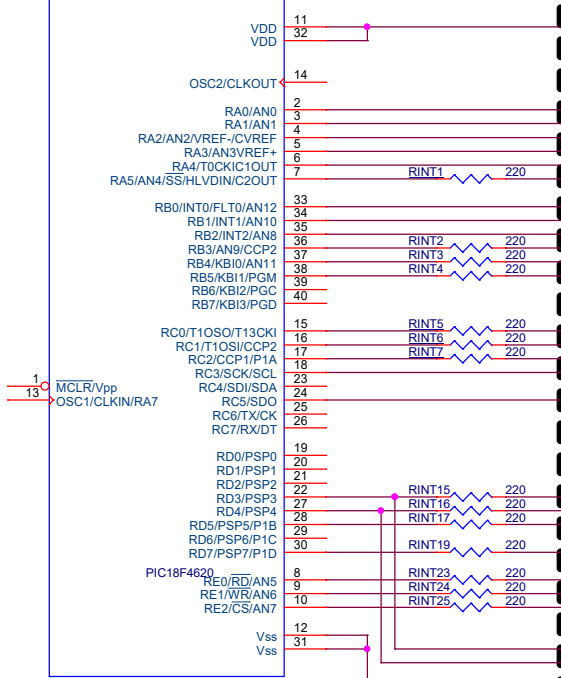 VDD 11
VDD 32
OSC2/CLKOUT 14
RA0/AN0 2
RA1/AN1 3
RA2/AN2/VREF-/CVREF 4
RA3/AN3VREF+ 5
RA4/T0CKIC1OUT 6
RA5/AN4/SS/HLVDIN/C2OUT 7 RINT1 220
RB0/INT0/FLT0/AN12 33
RB1/INT1/AN10 34
RB2/INT2/AN8 35
RB3/AN9/CCP2 36 RINT2 220
RB4/KBI0/AN11 37 RINT3 220
RB5/KBI1/PGM 38 RINT4 220
RB6/KBI2/PGC 39
RB7/KBI3/PGD 40
RC0/T1OSO/T13CKI 15 RINT5 220
RC1/T1OSI/CCP2 16 RINT6 220
RC2/CCP1/P1A 17 RINT7 220
RC3/SCK/SCL 18
1 MCLR/Vpp RC4/SDI/SDA 23
13 OSC1/CLKIN/RA7 RC5/SDO 24
RC6/TX/CK 25
RC7/RX/DT 26
RD0/PSP0 19
RD1/PSP1 20
RD2/PSP2 21
RD3/PSP3 22 RINT15 220
RD4/PSP4 27 RINT16 220
RD5/PSP5/P1B 28 RINT17 220
RD6/PSP6/P1C 29
RD7/PSP7/P1D 30 RINT19 220
PIC18F4620
RE0/RD/AN5 8 RINT23 220
RE1/WR/AN6 9 RINT24 220
RE2/CS/AN7 10 RINT25 220
Vss 12
Vss 31